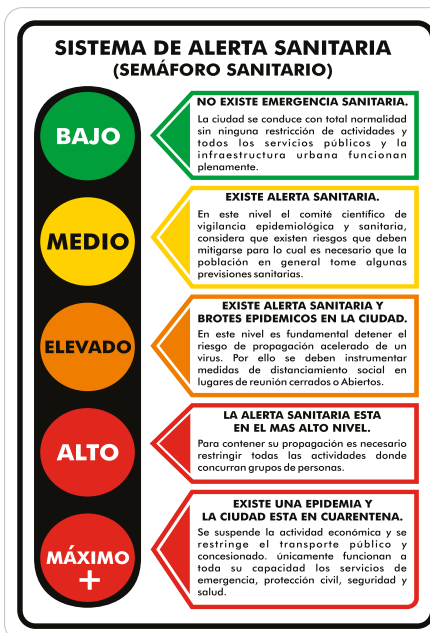 SISTEMA DE ALERTA SANITARIA
(SEMÁFORO SANITARIO)
BAJO
NO EXISTE EMERGENCIA SANITARIA.
La ciudad se conduce con total normalidad
sin ninguna restricción de actividades y
todos los servicios públicos y la
infraestructura urbana funcionan
plenamente.
MEDIO
EXISTE ALERTA SANITARIA.
En este nivel el comité científico de
vigilancia epidemiológica y sanitaria,
considera que existen riesgos que deben
mitigarse para lo cual es necesario que la
población en general tome algunas
previsiones sanitarias.
ELEVADO
EXISTE ALERTA SANITARIA Y
BROTES EPIDEMICOS EN LA CIUDAD.
En este nivel es fundamental detener el
riesgo de propagación acelerado de un
virus. Por ello se deben instrumentar
medidas de distanciamiento social en
lugares de reunión cerrados o Abiertos.
ALTO
LA ALERTA SANITARIA ESTA
EN EL MAS ALTO NIVEL.
Para contener su propagación es necesario
restringir todas las actividades donde
concurran grupos de personas.
MÁXIMO
+
EXISTE UNA EPIDEMIA Y
LA CIUDAD ESTA EN CUARENTENA.
Se suspende la actividad económica y se
restringe el transporte público y
concesionado. únicamente funcionan a
toda su capacidad los servicios de
emergencia, protección civil, seguridad y
salud.